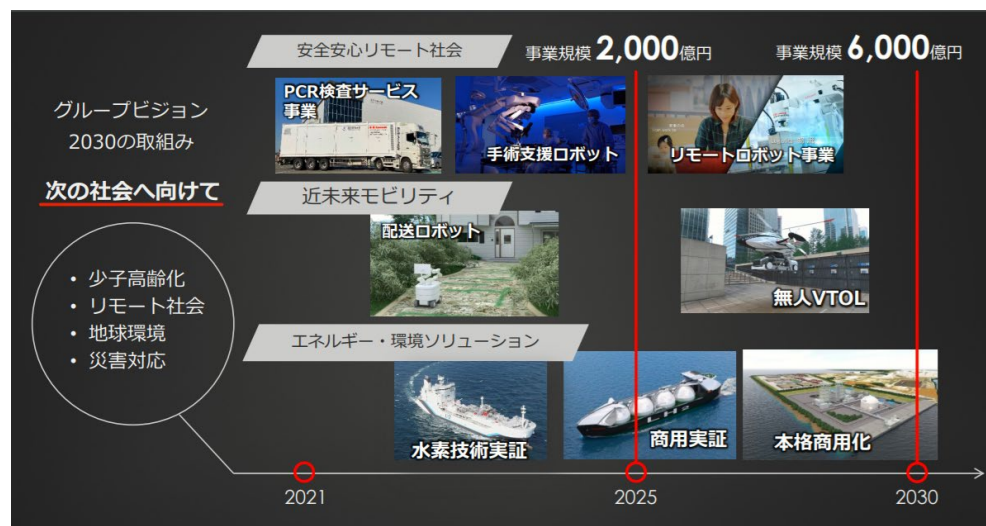 安全安心リモート社会
事業規模 2,000億円
事業規模 6,000億円
グループビジョン
2030の取組み
次の社会へ向けて
PCR検査サービス
事業
手術支援ロボット
リモートロボット事業
近未来モビリティ
配送ロボット
無人VTOL
• 少子高齢化
• リモート社会
• 地球環境
• 災害対応
エネルギー・環境ソリューション
水素技術実証
LH2
商用実証
本格商用化
2021
2025
2030